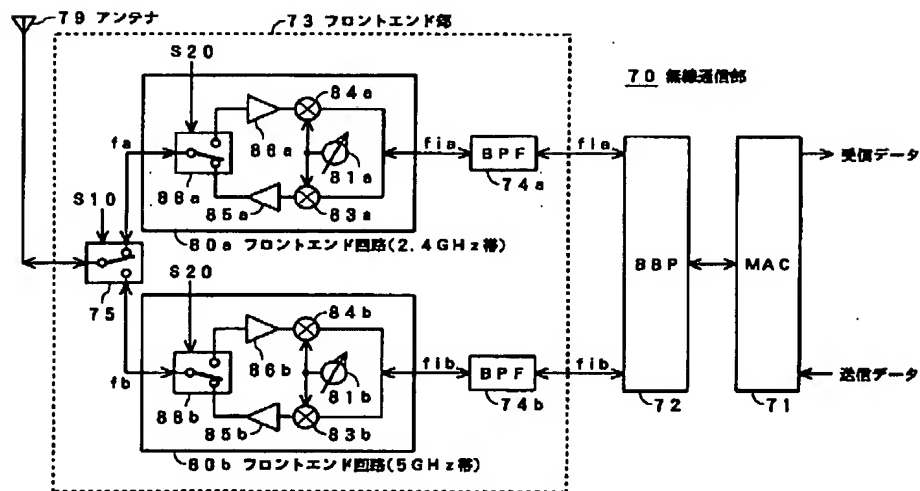 79 アンテナ
73 フロントエンド部
70 無線通信部
S20
84a
fa
86a
81a
fia
BPF
fia
74a
88a
85a
83a
80a フロントエンド回路(2.4GHz帯)
S10
75
S20
84b
fb
86b
81b
fib
BPF
fib
74b
88b
85b
83b
80b フロントエンド回路(5GHz帯)
BBP
72
MAC
71
受信データ
送信データ